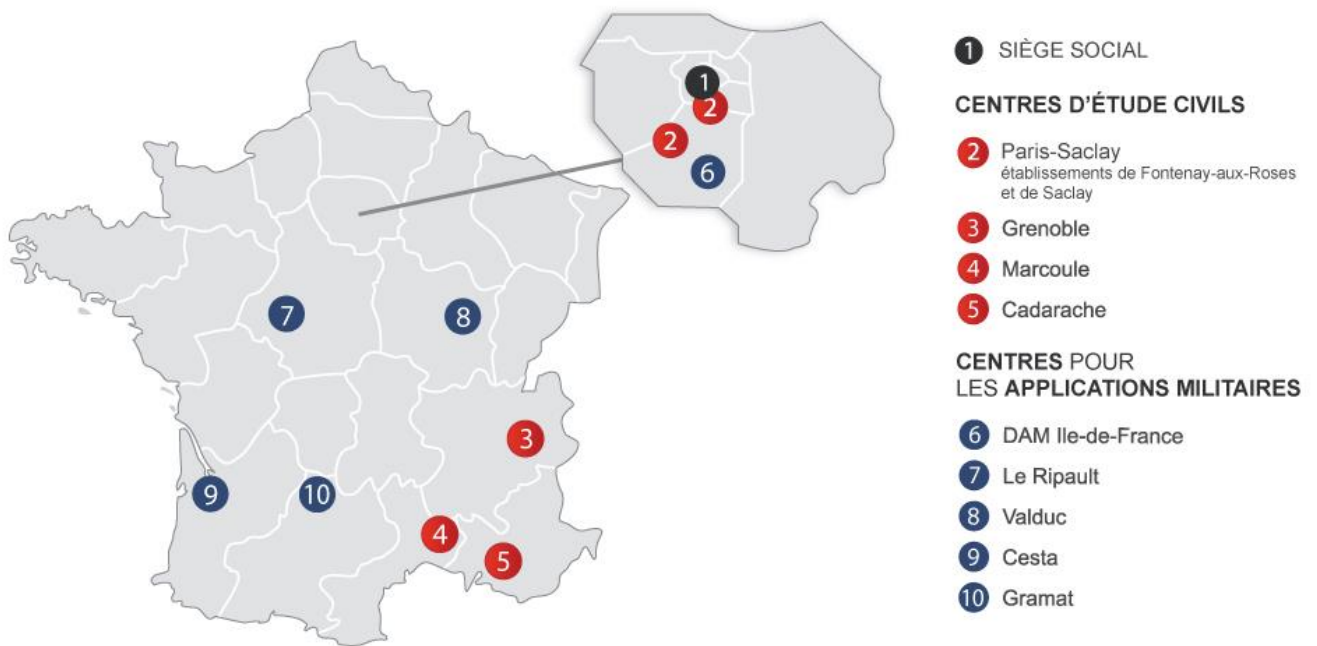 1
2
2
6
7
8
3
9
10
4
5
1 SIÈGE SOCIAL
CENTRES D'ÉTUDE CIVILS
2 Paris-Saclay
établissements de Fontenay-aux-Roses
et de Saclay
3 Grenoble
4 Marcoule
5 Cadarache
CENTRES POUR
LES APPLICATIONS MILITAIRES
6 DAM Ile-de-France
7 Le Ripault
8 Valduc
9 Cesta
10 Gramat